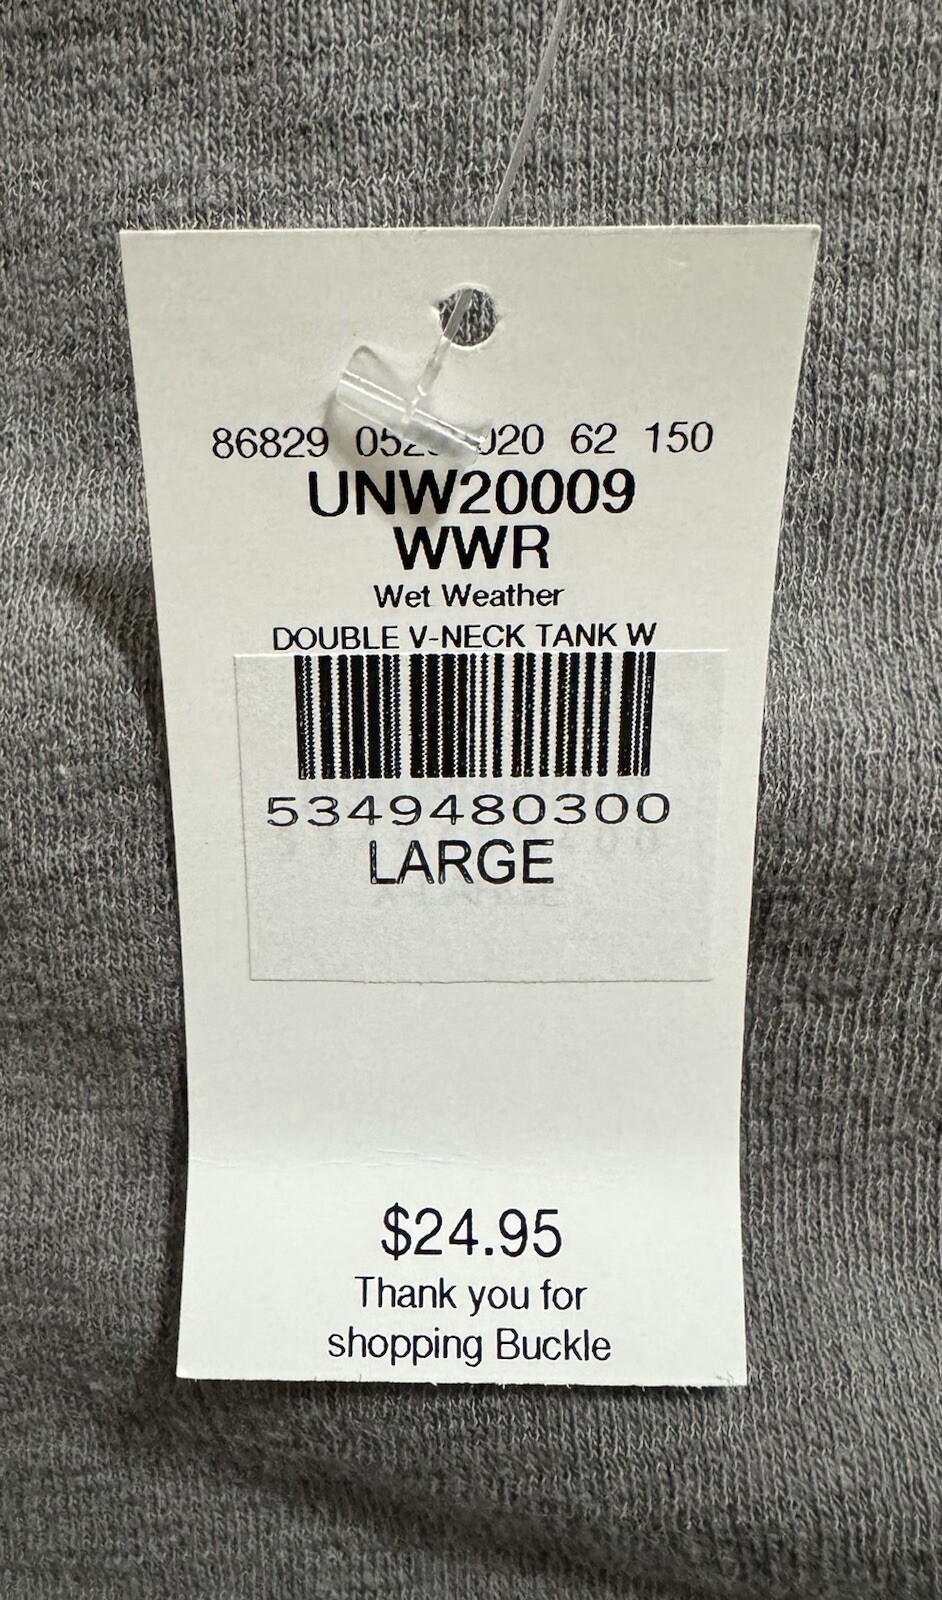 86829 020 62 150
UNW20009
WWR
Wet Weather
DOUBLE V-NECK TANK W
5349480300
LARGE
$24.95
Thank you for
shopping Buckle